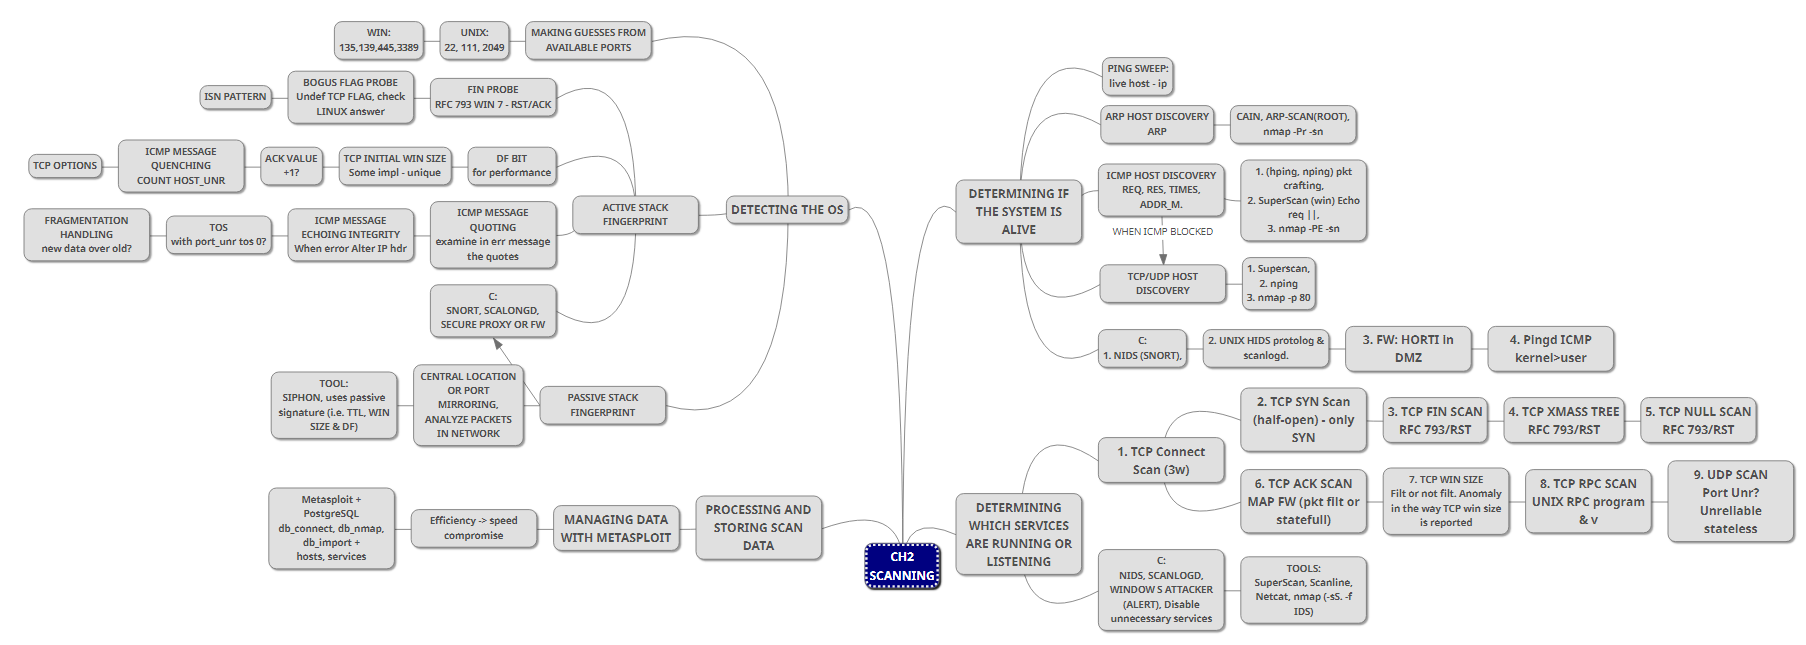 WIN:
135,139,445,3389
UNIX:
22, 111, 2049
MAKING GUESSES FROM
AVAILABLE PORTS
ISN PATTERN
BOGUS FLAG PROBE
Undef TCP FLAG, check
LINUX answer
FIN PROBE
RFC 793 WIN 7 - RST/ACK
TCP OPTIONS
ICMP MESSAGE
QUENCHING
COUNT HOST_UNR
ACK VALUE
+1?
TCP INITIAL WIN SIZE
Some impl - unique
DF BIT
for performance
FRAGMENTATION
HANDLING
new data over old?
TOS
with port_unr tos 0?
ICMP MESSAGE
ECHOING INTEGRITY
When error Alter IP hdr
ICMP MESSAGE
QUOTING
examine in err message
the quotes
ACTIVE STACK
FINGERPRINT
DETECTING THE OS
C:
SNORT, SCALONGD,
SECURE PROXY OR FW
TOOL:
SIPHON, uses passive
signature (i.e. TTL, WIN
SIZE & DF)
CENTRAL LOCATION
OR PORT
MIRRORING,
ANALYZE PACKETS
IN NETWORK
PASSIVE STACK
FINGERPRINT
Metasploit +
PostgreSQL
db_connect, db_nmap,
db_import +
hosts, services
Efficiency -> speed
compromise
MANAGING DATA
WITH METASPLOIT
PROCESSING AND
STORING SCAN
DATA
CH2
SCANNING
DETERMINING IF
THE SYSTEM IS
ALIVE
PING SWEEP:
live host - ip
ARP HOST DISCOVERY
ARP
CAIN, ARP-SCAN(ROOT),
nmap -Pr -sn
ICMP HOST DISCOVERY
REQ, RES, TIMES,
ADDR_M.
1. (hping, nping) pkt
crafting,
2. SuperScan (win) Echo
req ||,
3. nmap -PE -sn
WHEN ICMP BLOCKED
TCP/UDP HOST
DISCOVERY
1. Superscan,
2. nping
3. nmap -p 80
C:
1. NIDS (SNORT),
2. UNIX HIDS protolog &
scanlogd.
3. FW: HORTI in
DMZ
4. Pingd ICMP
kernel>user
DETERMINING
WHICH SERVICES
ARE RUNNING OR
LISTENING
1. TCP Connect
Scan (3w)
2. TCP SYN Scan
(half-open) - only
SYN
3. TCP FIN SCAN
RFC 793/RST
4. TCP XMASS TREE
RFC 793/RST
5. TCP NULL SCAN
RFC 793/RST
6. TCP ACK SCAN
MAP FW (pkt filt or
statefull)
7. TCP WIN SIZE
Filt or not filt. Anomaly
in the way TCP win size
is reported
8. TCP RPC SCAN
UNIX RPC program
& v
9. UDP SCAN
Port Unr?
Unreliable
stateless
C:
NIDS, SCANLOGD,
WINDOW S ATTACKER
(ALERT), Disable
unnecessary services
TOOLS:
SuperScan, Scanline,
Netcat, nmap (-sS. -f
IDS)